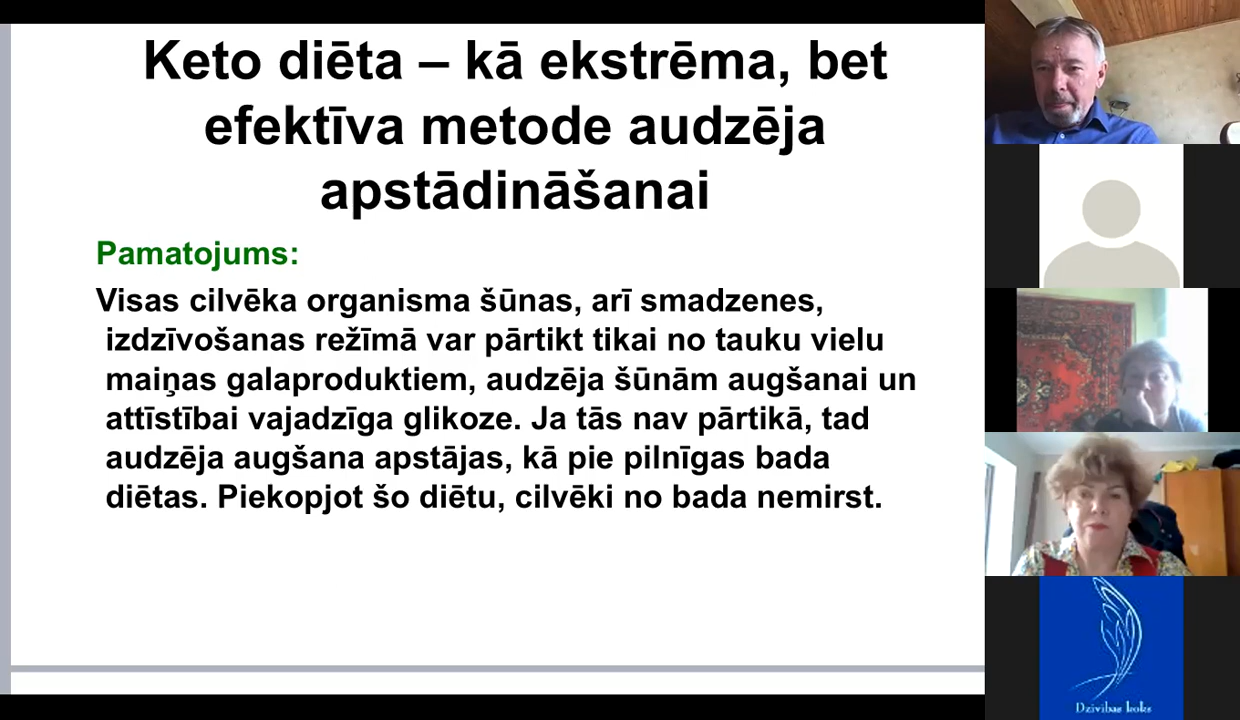 Keto diēta – kā ekstrēma, bet
efektīva metode audzēja
apstādināšanai
Pamatojums:
Visas cilvēka organisma šūnas, arī smadzenes,
izdzīvošanas režīmā var pārtikt tikai no tauku vielu
maiņas galaproduktiem, audzēja šūnām augšanai un
attīstībai vajadzīga glikoze. Ja tās nav pārtikā, tad
audzēja augšana apstājas, kā pie pilnīgas bada
diētas. Piekopjot šo diētu, cilvēki no bada nemirst.
Dzīvības koks